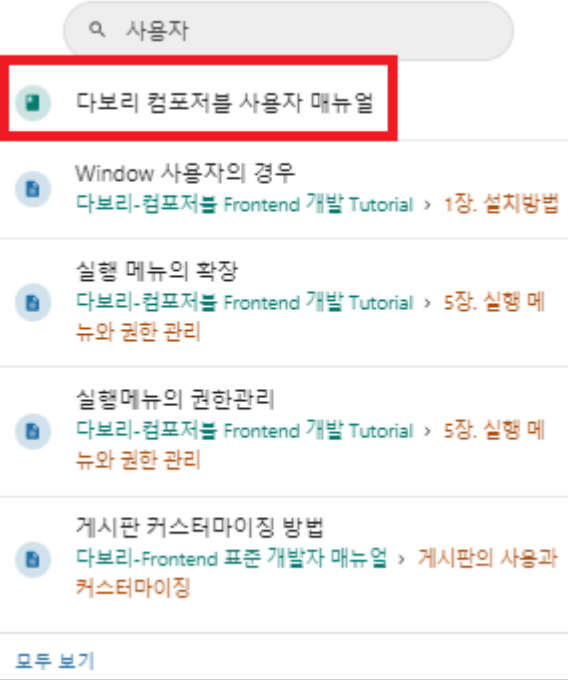 사용자
다보리 컴포저블 사용자 매뉴얼
Window 사용자의 경우
다보리-컴포저블 Frontend 개발 Tutorial › 1장. 설치방법
실행 메뉴의 확장
다보리-컴포저블 Frontend 개발 Tutorial › 5장. 실행 메
뉴와 권한 관리
실행메뉴의 권한관리
다보리-컴포저블 Frontend 개발 Tutorial › 5장. 실행 메
뉴와 권한 관리
게시판 커스터마이징 방법
다보리-Frontend 표준 개발자 매뉴얼 › 게시판의 사용과
커스터마이징
모두 보기